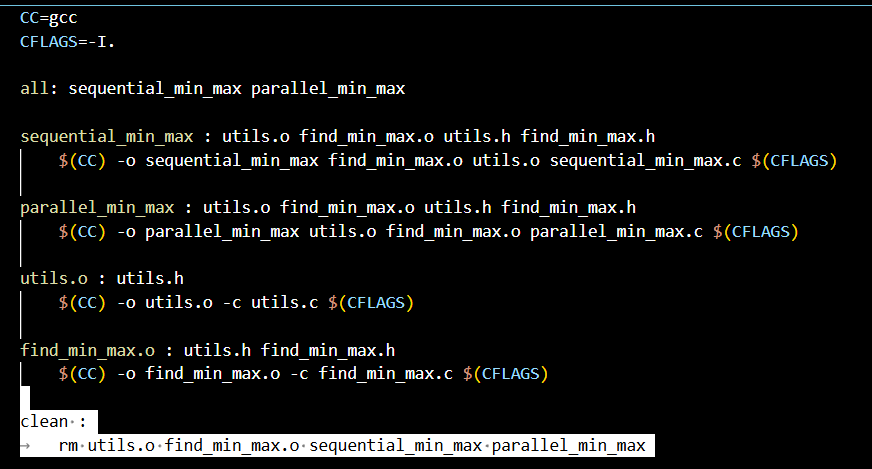 CC=gcc
CFLAGS=-I.
all: sequential_min_max parallel_min_max
sequential_min_max : utils.o find_min_max.o utils.h find_min_max.h
$(CC) -o sequential_min_max find_min_max.o utils.o sequential_min_max.c $(CFLAGS)
parallel_min_max : utils.o find_min_max.o utils.h find_min_max.h
$(CC) -o parallel_min_max utils.o find_min_max.o parallel_min_max.c $(CFLAGS)
utils.o : utils.h
$(CC) -o utils.o -c utils.c $(CFLAGS)
find_min_max.o : utils.h find_min_max.h
$(CC) -o find_min_max.o -c find_min_max.c $(CFLAGS)
clean :
rm utils.o find_min_max.o sequential_min_max parallel_min_max